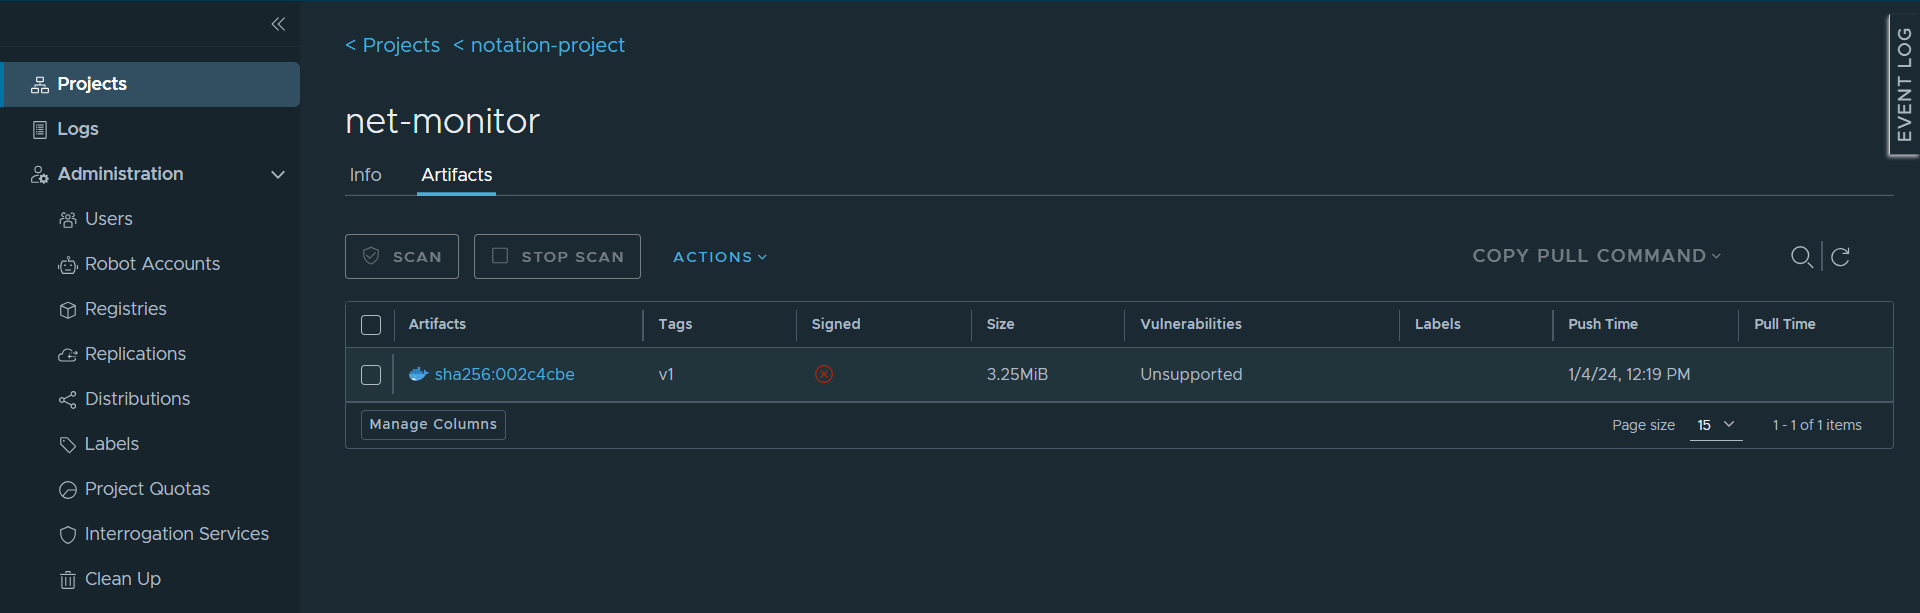 < Projects < notation-project
EVENT LOG
Projects
Logs
Administration
Users
Robot Accounts
Registries
Replications
Distributions
Labels
Project Quotas
Interrogation Services
Clean Up
net-monitor
Info Artifacts
SCAN STOP SCAN ACTIONS COPY PULL COMMAND
Artifacts Tags Signed Size Vulnerabilities Labels Push Time Pull Time
sha256:002c4cbe v1 3.25MiB Unsupported 1/4/24, 12:19 PM
Manage Columns Page size 15 1 - 1 of 1 items